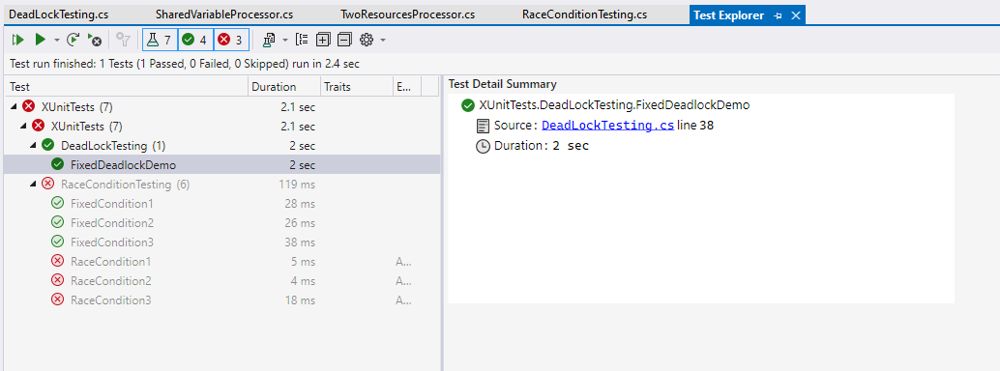 DeadLockTesting.cs SharedVariableProcessor.cs TwoResourcesProcessor.cs RaceConditionTesting.cs Test Explorer
7 4 3
Test run finished: 1 Tests (1 Passed, 0 Failed, 0 Skipped) run in 2.4 sec
Test Duration Traits E...
XUnitTests (7) 2.1 sec
XUnitTests (7) 2.1 sec
DeadLockTesting (1) 2 sec
FixedDeadlockDemo 2 sec
RaceConditionTesting (6) 119 ms
FixedCondition1 28 ms
FixedCondition2 26 ms
FixedCondition3 38 ms
RaceCondition1 5 ms A...
RaceCondition2 4 ms A...
RaceCondition3 18 ms A...
Test Detail Summary
XUnitTests.DeadLockTesting.FixedDeadlockDemo
Source: DeadLockTesting.cs line 38
Duration: 2 sec